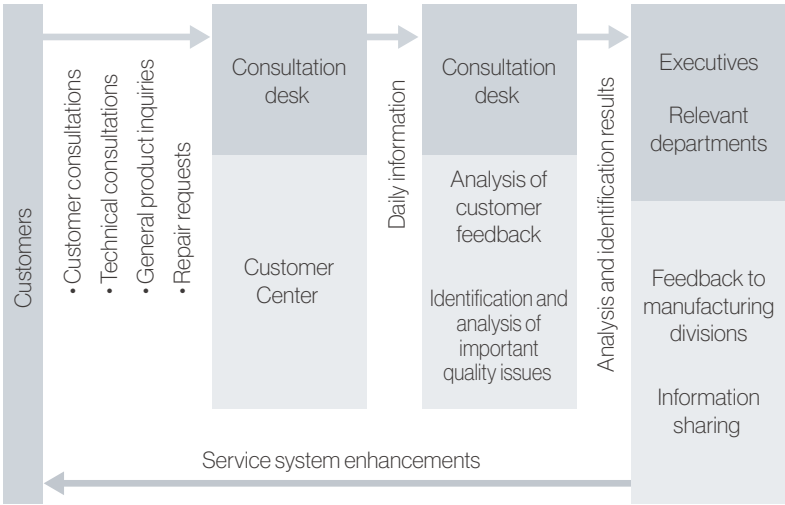 Customers
• Customer consultations
• Technical consultations
• General product inquiries
• Repair requests
Consultation
desk
Customer
Center
Daily information
Consultation
desk
Analysis of
customer
feedback
Identification and
analysis of
important
quality issues
Analysis and identification results
Executives
Relevant
departments
Feedback to
manufacturing
divisions
Information
sharing
Service system enhancements